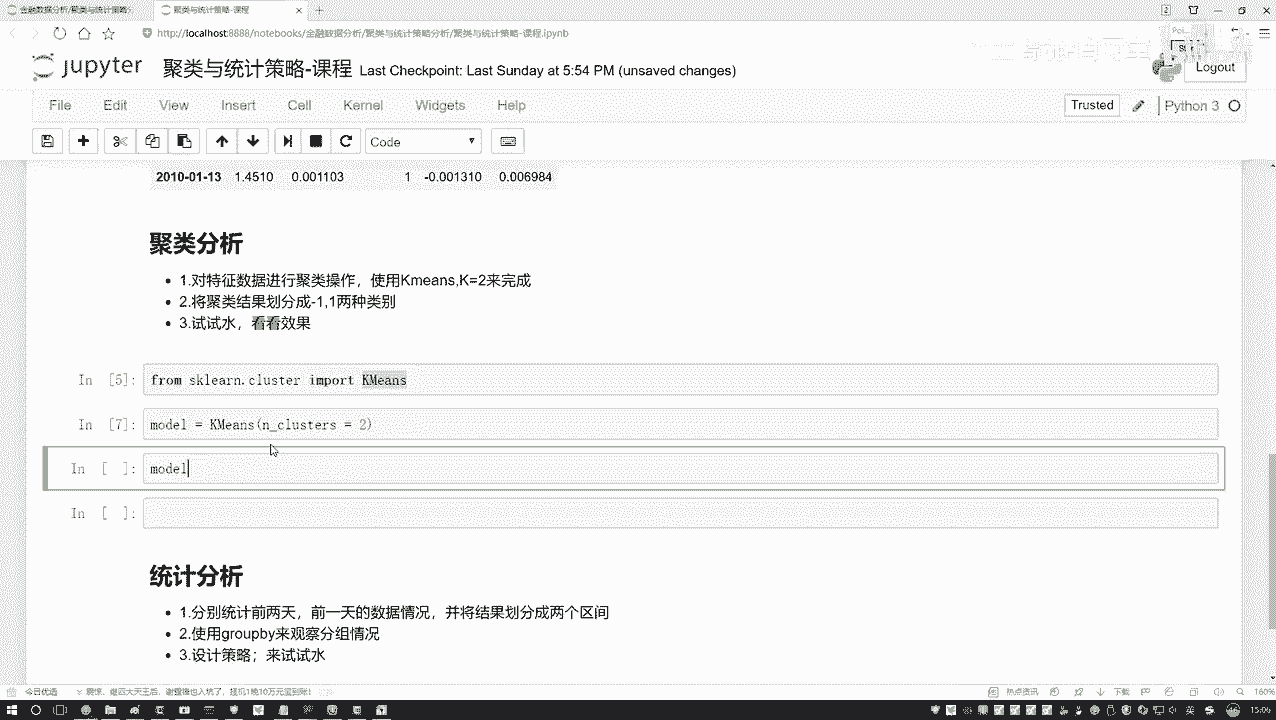 金融数据分析/聚类与统计策略分
聚类与统计策略-课程
http://localhost:8888/notebooks/金融数据分析/聚类与统计策略分析/聚类与统计策略-课程.ipynb
jupyter 聚类与统计策略-课程 Last Checkpoint: Last Sunday at 5:54 PM (unsaved changes)
Logout
File Edit View Insert Cell Kernel Widgets Help
Trusted
Python 3
Code
2010-01-13 1.4510 0.001103 1 -0.001310 0.006984
聚类分析
1.对特征数据进行聚类操作，使用Kmeans,K=2来完成
2.将聚类结果划分成-1,1两种类别
3.试试水，看看效果
In [5]: from sklearn.cluster import KMeans
In [7]: model = KMeans(n_clusters = 2)
In [ ]: model
In [ ]:
统计分析
1.分别统计前两天，前一天的数据情况，并将结果划分成两个区间
2.使用groupby来观察分组情况
3.设计策略；来试试水
今日优选
热点资讯
下载
160%
15:05